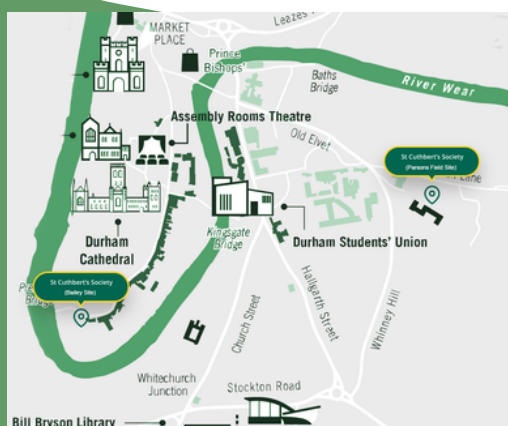 Leazes
MARKET
PLACE
Prince
Bishops'
Baths
Bridge
River Wear
Assembly Rooms Theatre
Old Elvet
St Cuthbert's Society
(Parsons Field Site)
Lane
Durham
Cathedral
Kingsgate
Bridge
Durham Students' Union
St Cuthbert's Society
(Bailey Site)
Hallgarth Street
Whinney Hill
Church Street
Whitechurch
Junction
Stockton Road
Bill Bryson Library